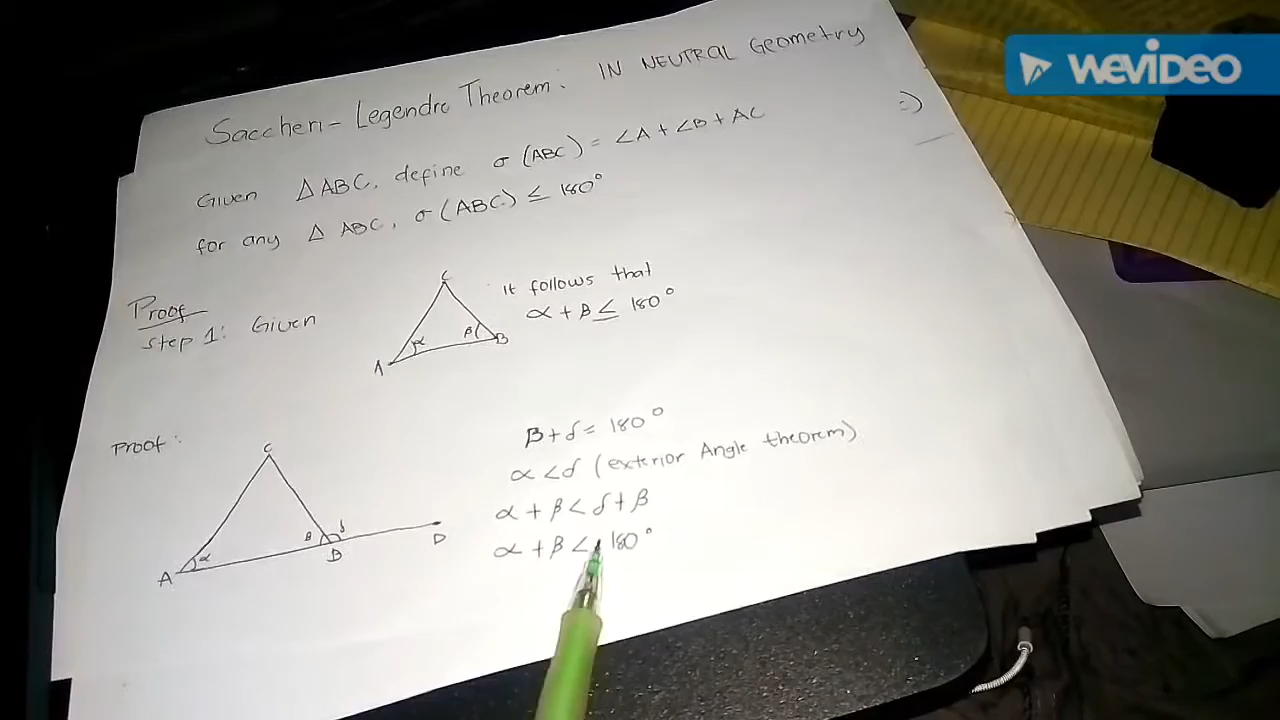 WEVIDEO
Saccheri-Legendre Theorem: IN NEUTRAL Geometry
:)
Given △ABC, define σ(ABC) = ∠A + ∠B + AC
for any △ ABC, σ(ABC) ≤ 180°
Proof
Step 1: Given
C
A
α
β
B
It follows that
α + β ≤ 180°
Proof:
C
A
α
β
δ
B
D
β + δ = 180°
α < δ (exterior Angle theorem)
α + β < δ + β
α + β < 180°